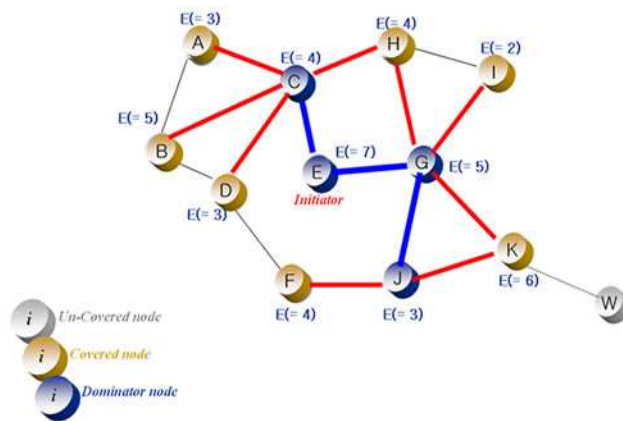 E(= 3)
A
E(= 4)
C
E(= 4)
H
E(= 2)
I
E(= 5)
B
E(= 7)
E
Initiator
G
E(= 5)
D
E(= 3)
K
E(= 6)
F
E(= 4)
J
E(= 3)
W
i Un-Covered node
i Covered node
i Dominator node